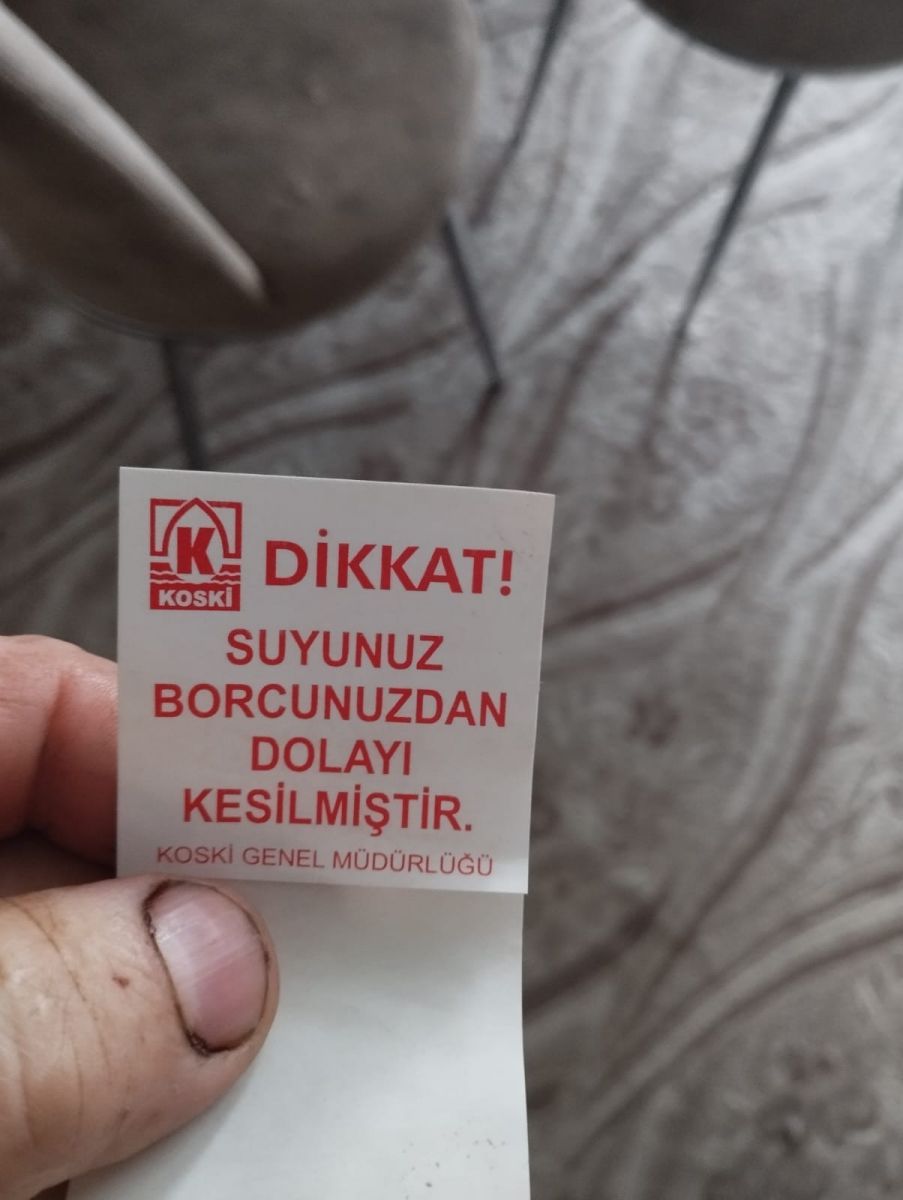 K
KOSKİ
DİKKAT!
SUYUNUZ
BORCUNUZDAN
DOLAYI
KESİLMİŞTİR.
KOSKİ GENEL MÜDÜRLÜĞÜ